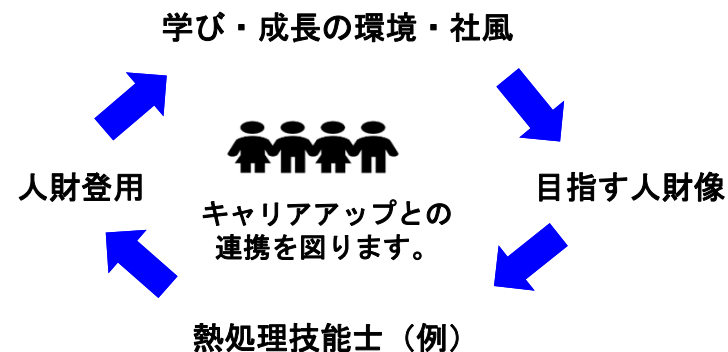 学び・成長の環境・社風
人財登用
目指す人財像
キャリアアップとの
連携を図ります。
熱処理技能士（例）